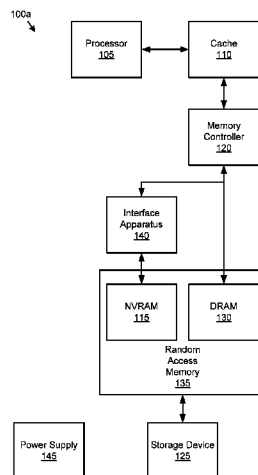 100a
Processor
105
Cache
110
Memory
Controller
120
Interface
Apparatus
140
NVRAM
115
DRAM
130
Random
Access
Memory
135
Power Supply
145
Storage Device
125